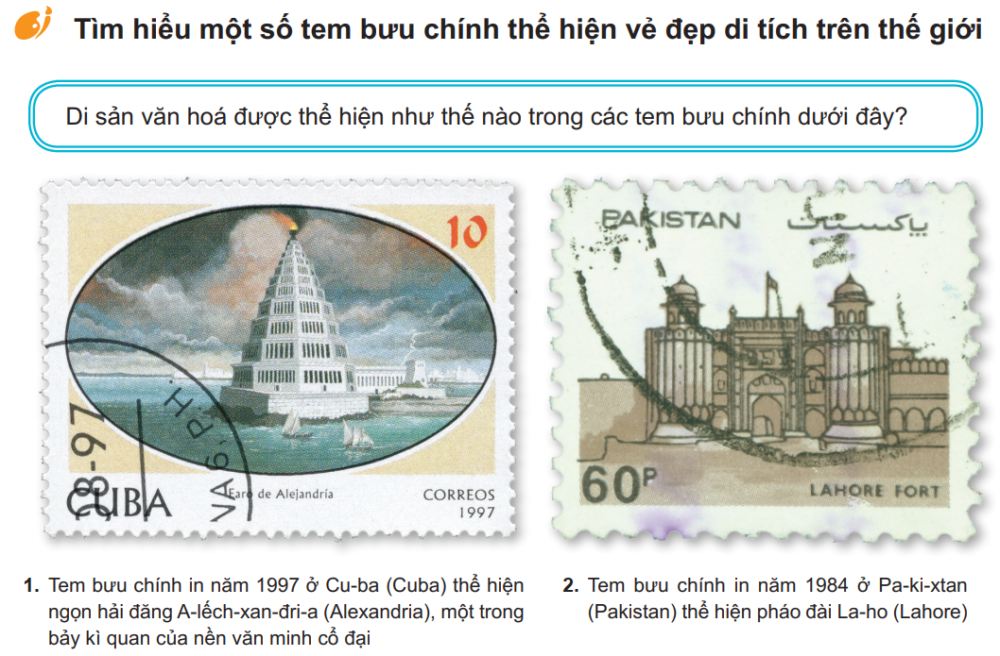 Tìm hiểu một số tem bưu chính thể hiện vẻ đẹp di tích trên thế giới
Di sản văn hoá được thể hiện như thế nào trong các tem bưu chính dưới đây?
10
28-97
H.
Faro de Alejandría
CUBA
CORREOS
1997
PAKISTAN
پاکستان
60P
LAHORE FORT
1. Tem bưu chính in năm 1997 ở Cu-ba (Cuba) thể hiện
ngọn hải đăng A-lếch-xan-đri-a (Alexandria), một trong
bảy kì quan của nền văn minh cổ đại
2. Tem bưu chính in năm 1984 ở Pa-ki-xtan
(Pakistan) thể hiện pháo đài La-ho (Lahore)